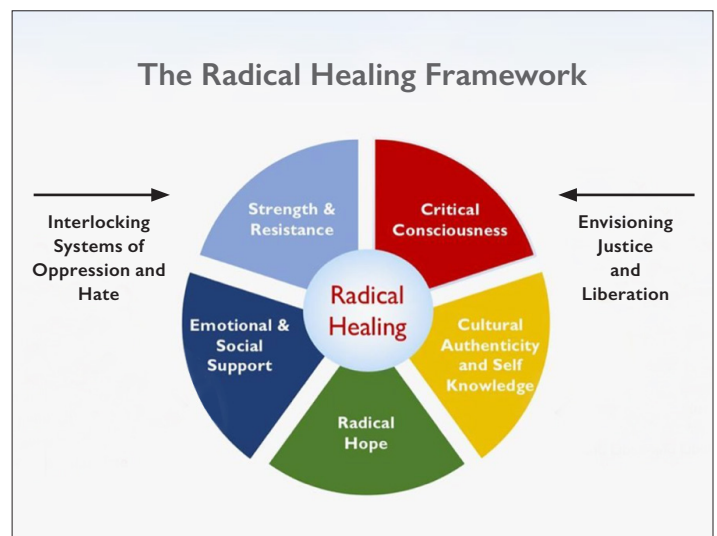 The Radical Healing Framework
Interlocking
Systems of
Oppression and
Hate
Strength &
Resistance
Critical
Consciousness
Envisioning
Justice
and
Liberation
Radical
Healing
Emotional &
Social
Support
Cultural
Authenticity
and Self
Knowledge
Radical
Hope